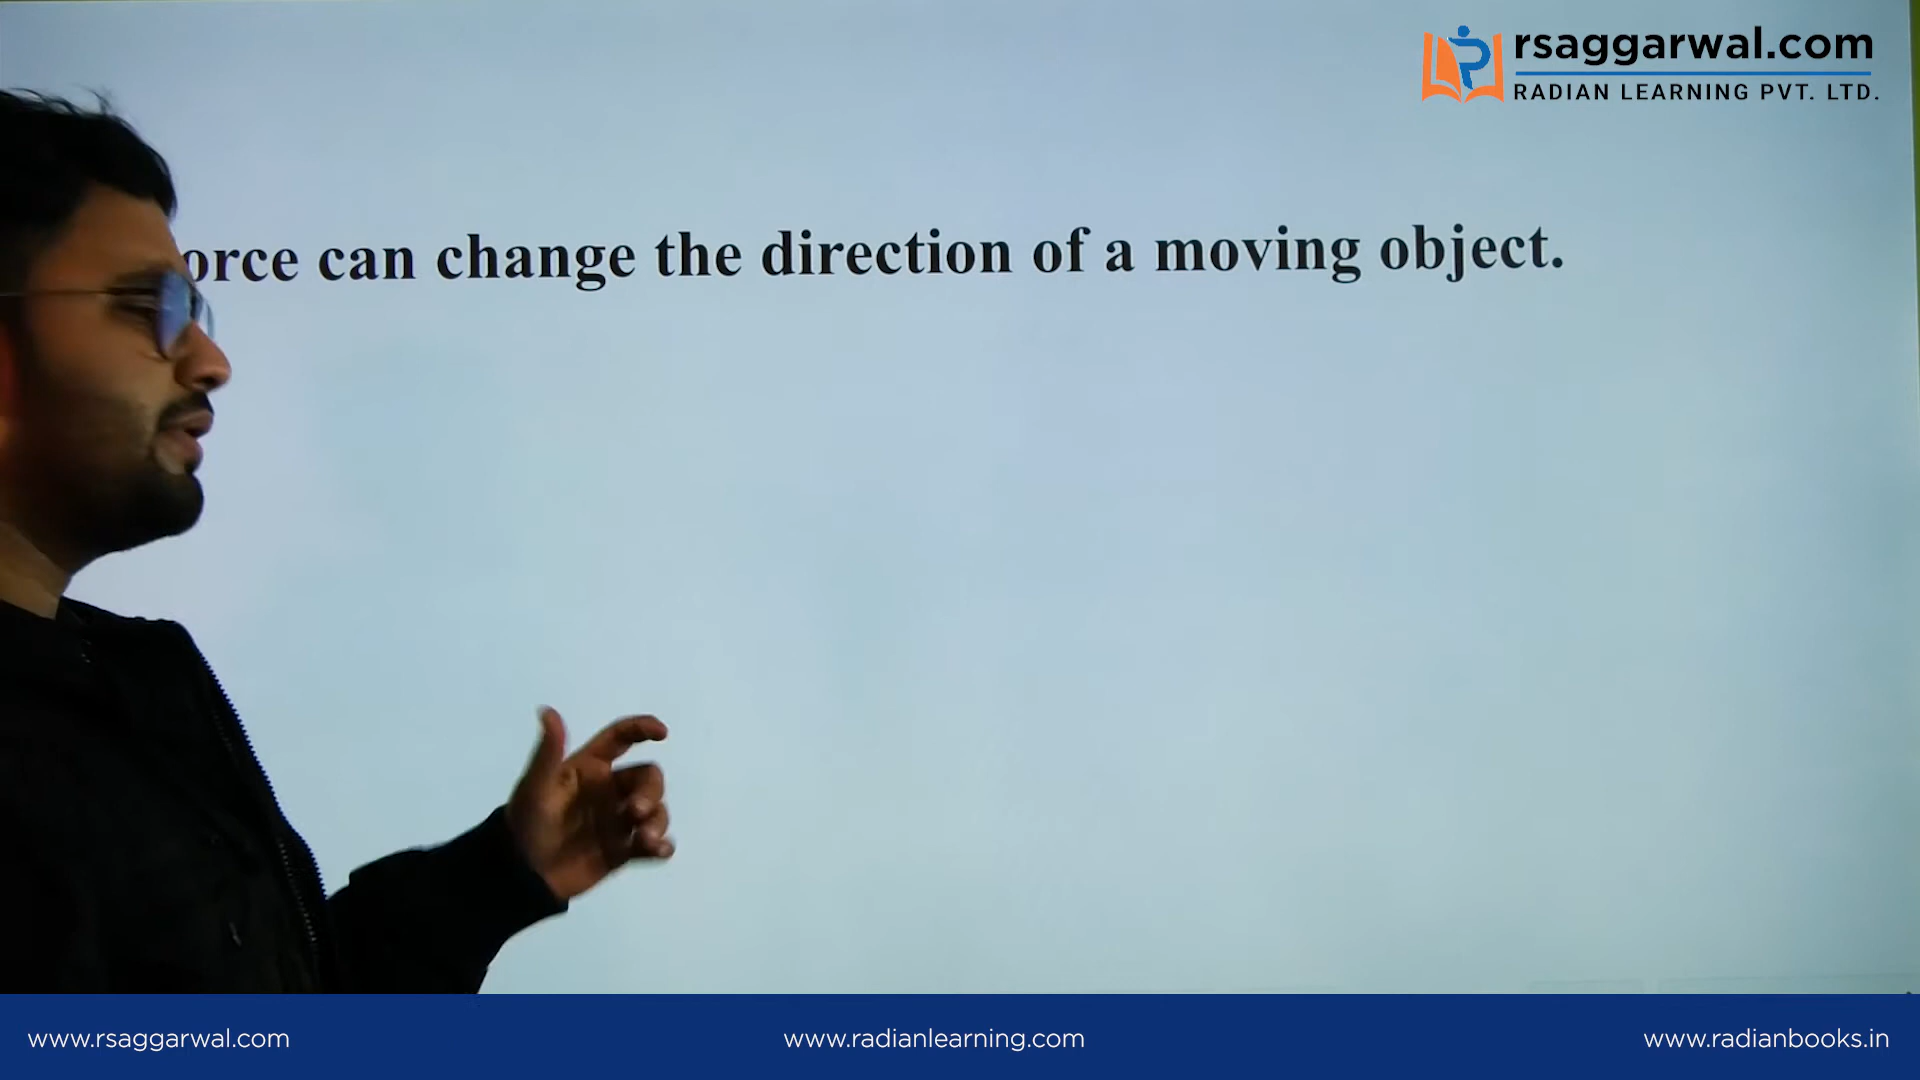 rsaggarwal.com
RADIAN LEARNING PVT. LTD.
orce can change the direction of a moving object.
www.rsaggarwal.com
www.radianlearning.com
www.radianbooks.in